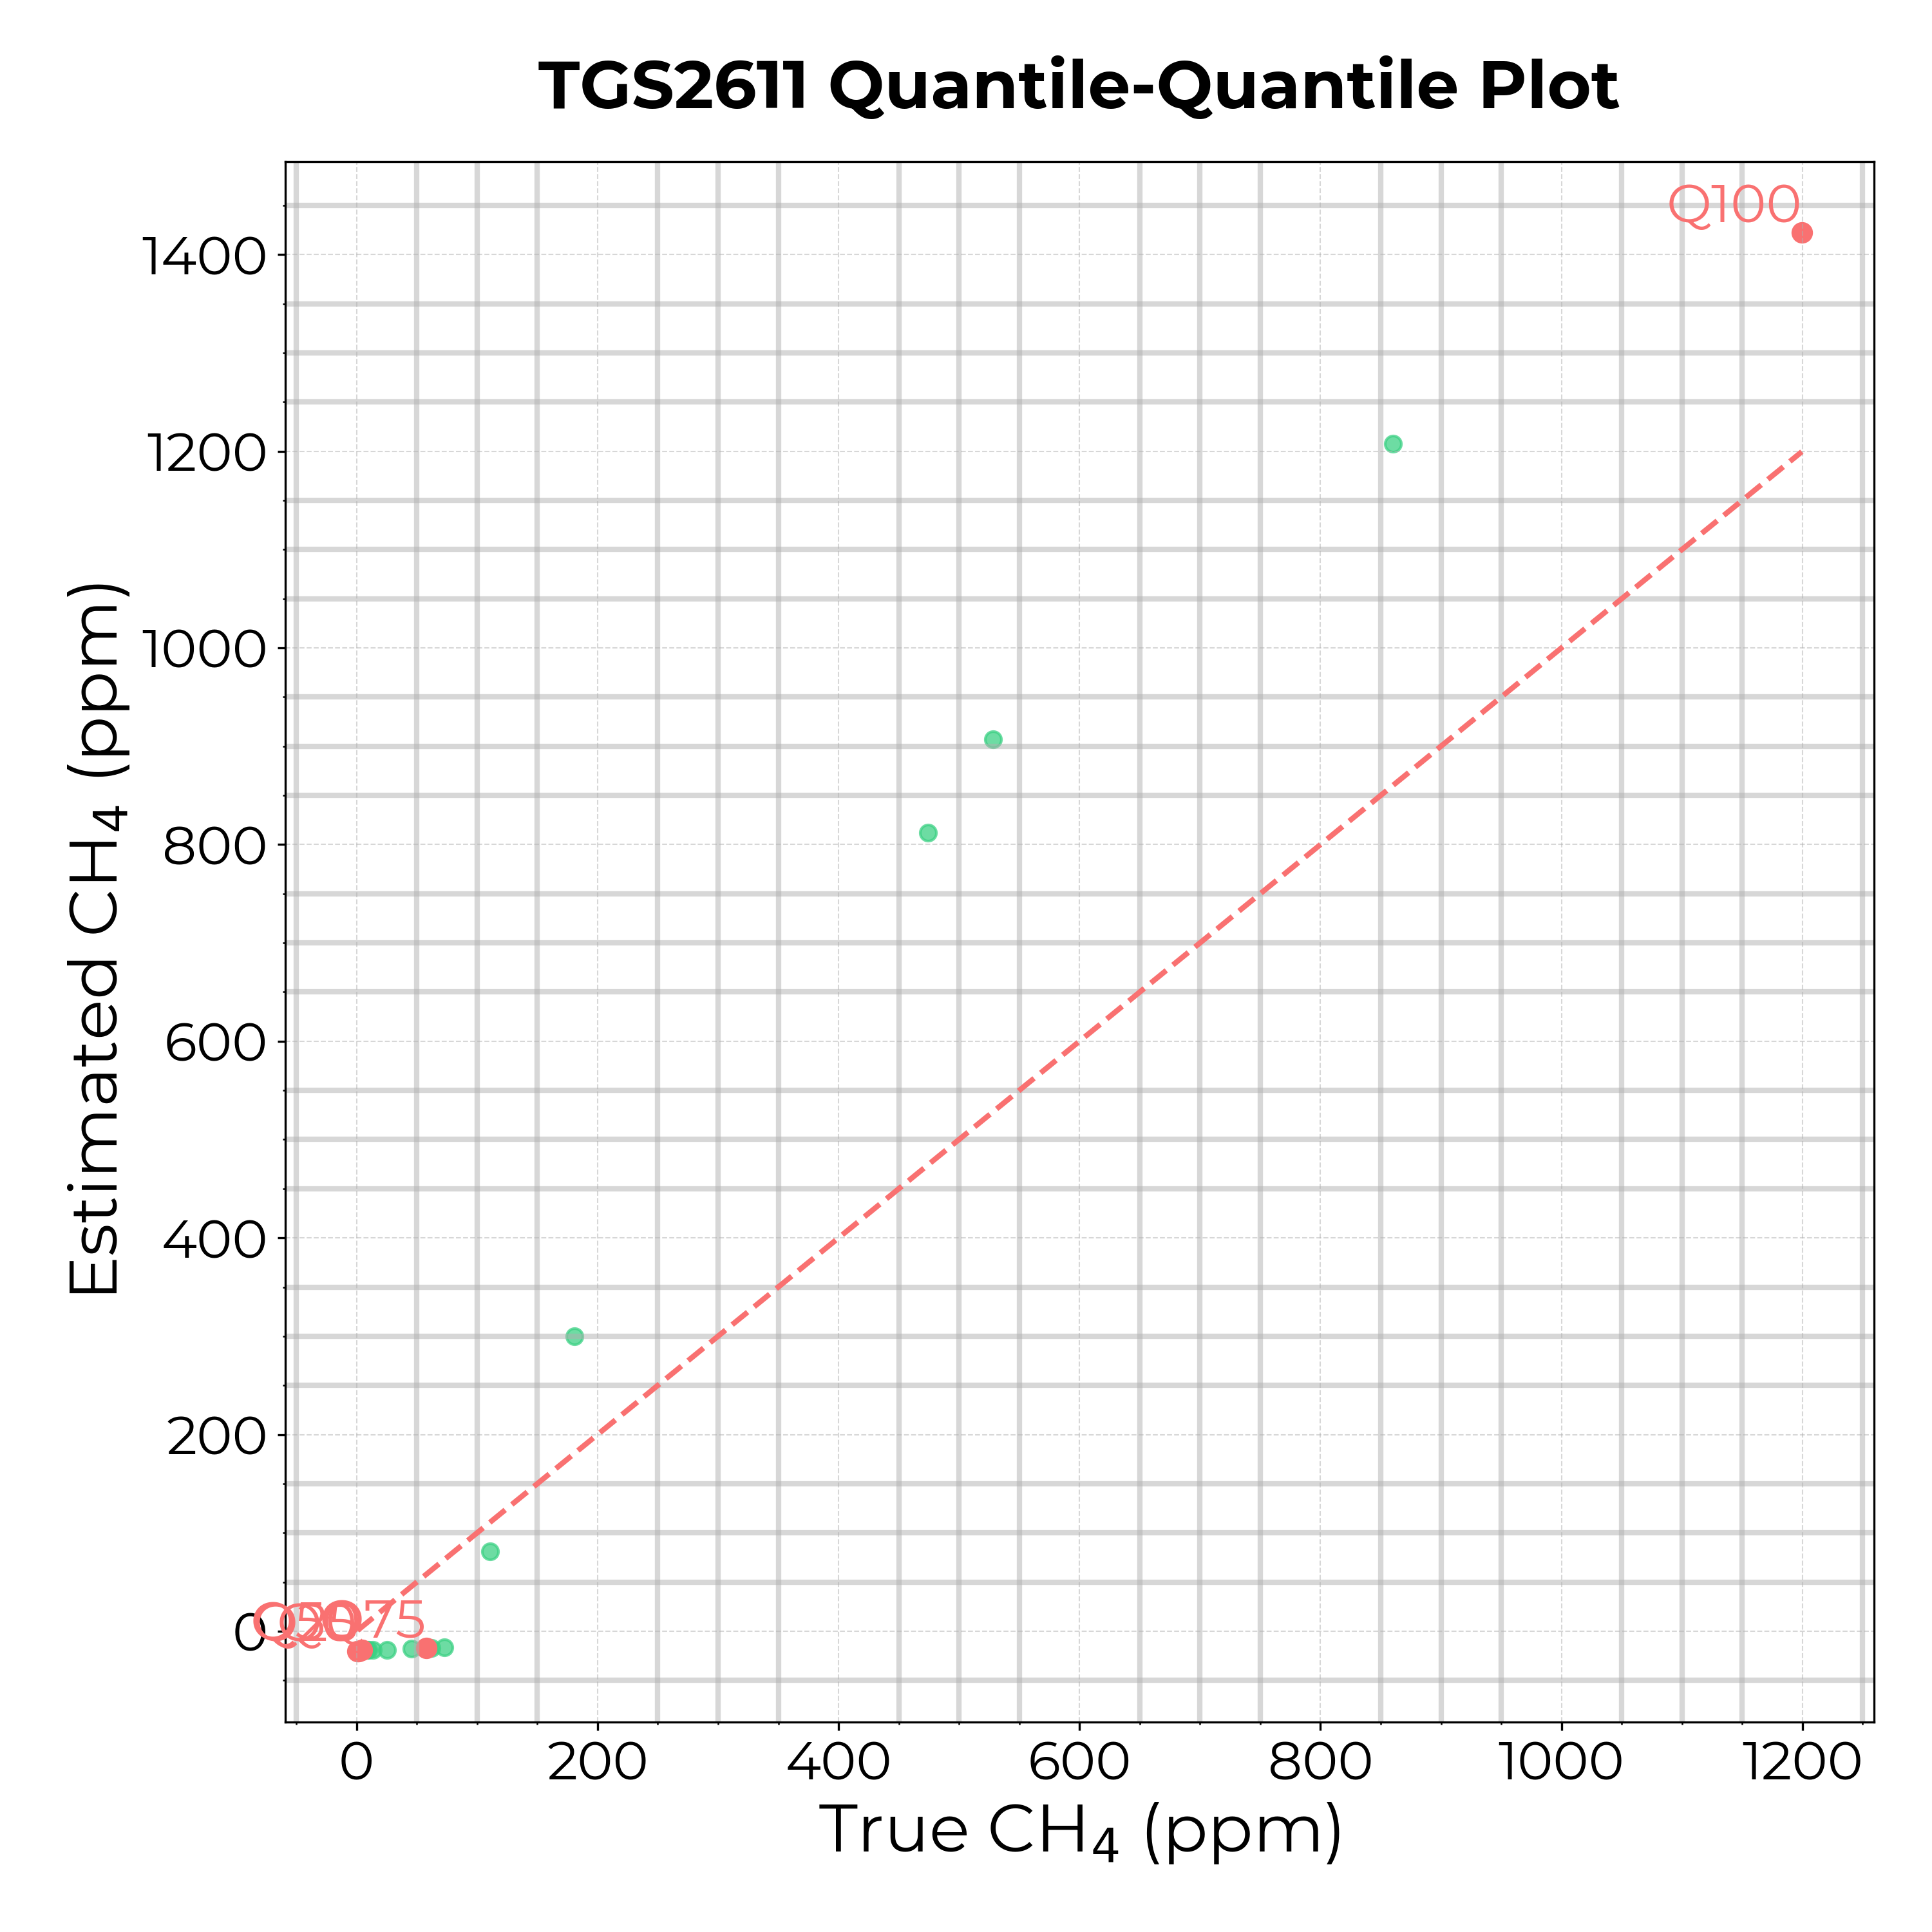 TGS2611 Quantile-Quantile Plot
Q100
1400
1200
1000
800
600
400
200
0
Estimated CH₄ (ppm)
0 200 400 600 800 1000 1200
True CH₄ (ppm)